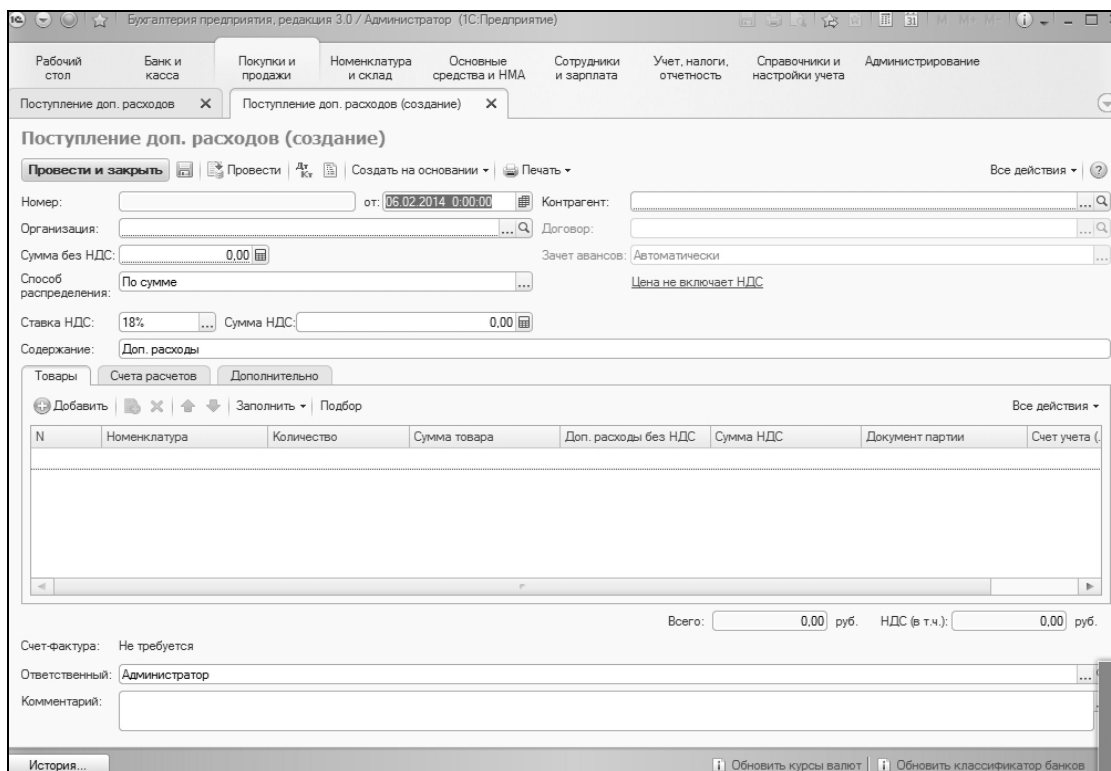 Бухгалтерия предприятия, редакция 3.0 / Администратор (1С:Предприятие)
M M+ M-
Рабочий стол
Банк и касса
Покупки и продажи
Номенклатура и склад
Основные средства и НМА
Сотрудники и зарплата
Учет, налоги, отчетность
Справочники и настройки учета
Администрирование
Поступление доп. расходов
Поступление доп. расходов (создание)
Поступление доп. расходов (создание)
Провести и закрыть Провести Дт Кт Создать на основании Печать Все действия
Номер: от: 06.02.2014 0:00:00 Контрагент:
Организация: Договор:
Сумма без НДС: 0,00 Зачет авансов: Автоматически
Способ распределения: По сумме Цена не включает НДС
Ставка НДС: 18% Сумма НДС: 0,00
Содержание: Доп. расходы
Товары Счета расчетов Дополнительно
Добавить Заполнить Подбор Все действия
N Номенклатура Количество Сумма товара Доп. расходы без НДС Сумма НДС Документ партии Счет учета (.
Всего: 0,00 руб. НДС (в т.ч.): 0,00 руб.
Счет-фактура: Не требуется
Ответственный: Администратор
Комментарий:
История... Обновить курсы валют Обновить классификатор банков